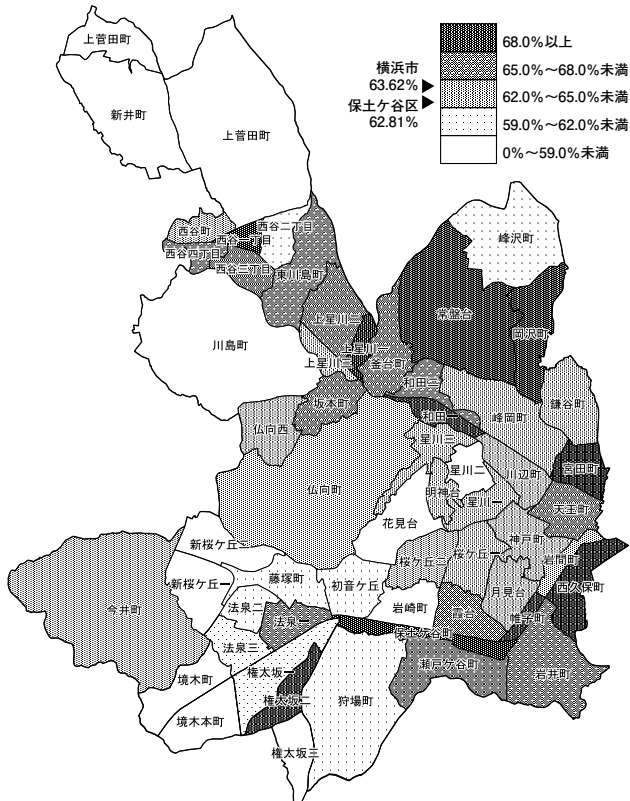 上菅田町
新井町
上菅田町
横浜市
63.62%
保土ケ谷区
62.81%
68.0%以上
65.0%～68.0%未満
62.0%～65.0%未満
59.0%～62.0%未満
0%～59.0%未満
西谷町
西谷一丁目
西谷二丁目
西谷四丁目
西谷三丁目
東川島町
峰沢町
常盤台
岡沢町
上星川二
上星川一
川島町
上星川三
釜台町
和田二
坂本町
鎌谷町
和田一
峰岡町
仏向西
星川三
星川二
川辺町
宮田町
仏向町
明神台
星川一
天王町
花見台
神戸町
新桜ケ丘二
桜ケ丘二
桜ケ丘一
岩間町
新桜ケ丘一
藤塚町
初音ケ丘
月見台
西久保町
今井町
法泉二
岩崎町
霞台
法泉一
帷子町
保土ケ谷町
法泉三
権太坂一
瀬戸ケ谷町
岩井町
境木町
権太坂二
狩場町
境木本町
権太坂三